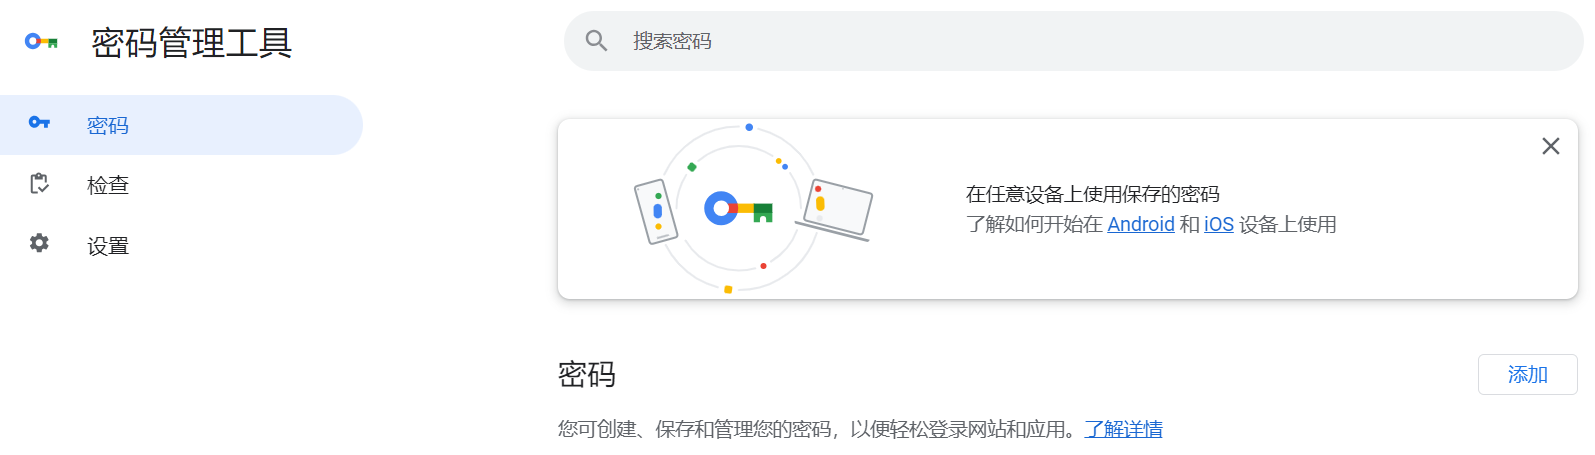 密码管理工具
搜索密码
密码
检查
设置
在任意设备上使用保存的密码
了解如何开始在 Android 和 iOS 设备上使用
密码
添加
您可创建、保存和管理您的密码，以便轻松登录网站和应用。了解详情